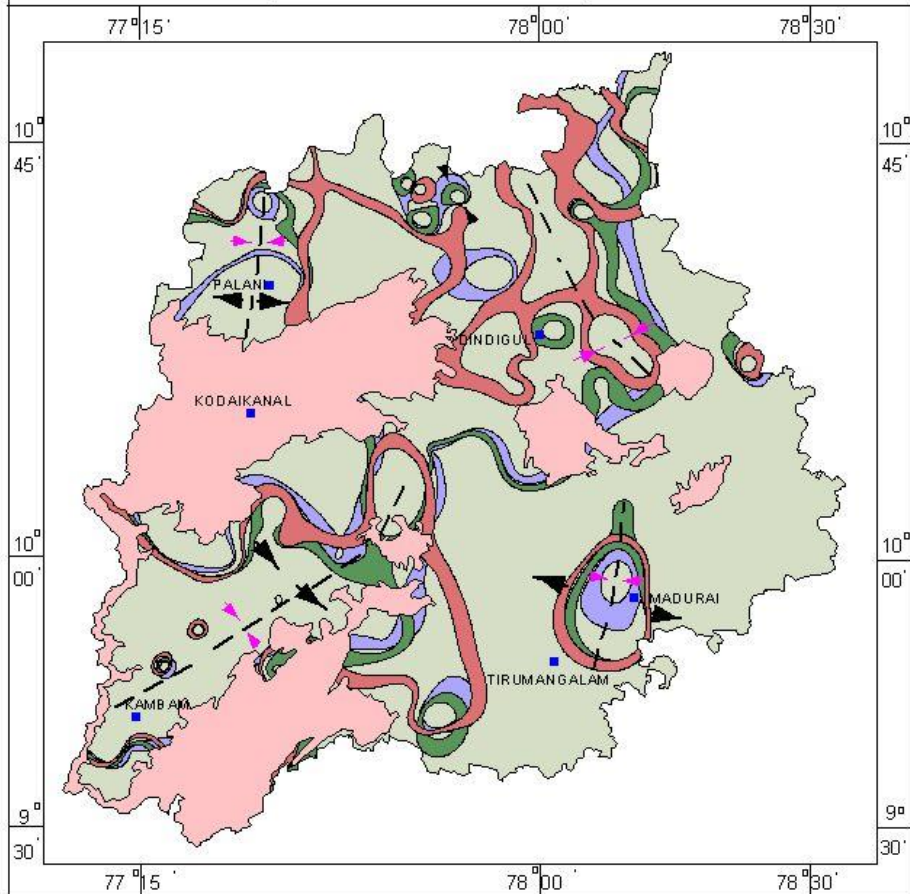 77° 15' 78° 00' 78° 30'
10° 10°
45' 45'
PALANI
DINDIGUL
KODAIKANAL
10° 10°
00' 00'
MADURAI
TIRUMANGALAM
KAMBAM
9° 9°
30' 30'
77° 15' 78° 00' 78° 30'